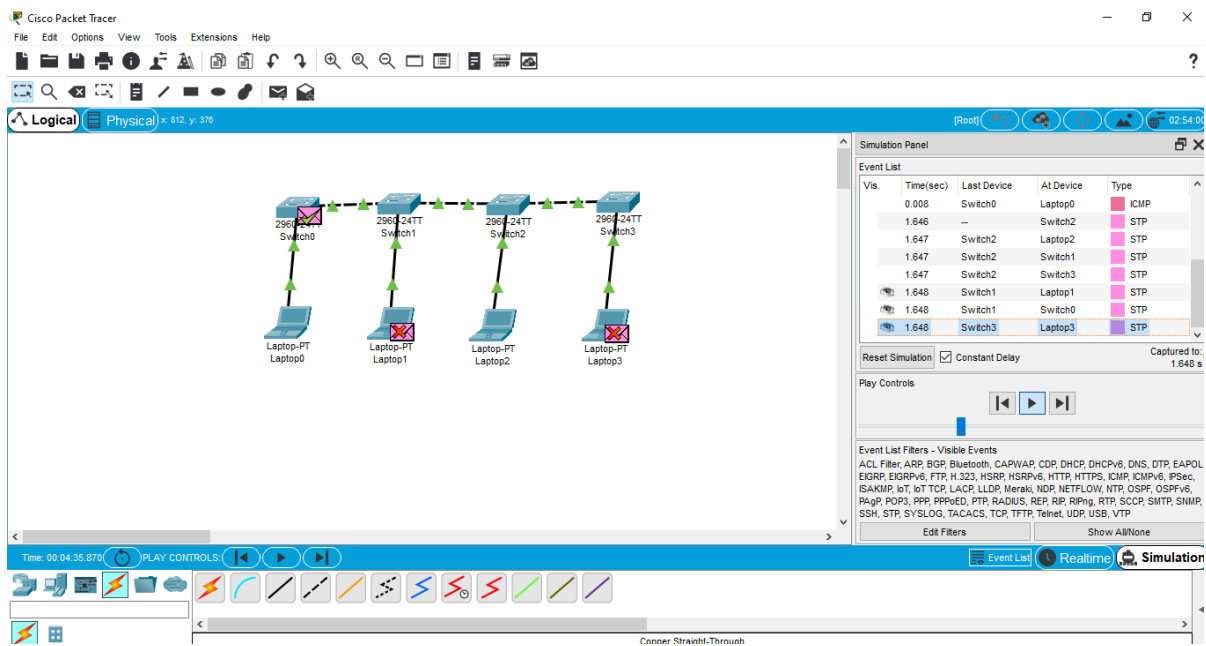 Cisco Packet Tracer
File Edit Options View Tools Extensions Help
?
Logical Physical x: 812, y: 376 [Root] 02:54:00
Simulation Panel
Event List
Vis. Time(sec) Last Device At Device Type
0.008 Switch0 Laptop0 ICMP
1.646 -- Switch2 STP
1.647 Switch2 Laptop2 STP
1.647 Switch2 Switch1 STP
1.647 Switch2 Switch3 STP
1.648 Switch1 Laptop1 STP
1.648 Switch1 Switch0 STP
1.648 Switch3 Laptop3 STP
Reset Simulation Constant Delay Captured to:
1.648 s
Play Controls
Event List Filters - Visible Events
ACL Filter, ARP, BGP, Bluetooth, CAPWAP, CDP, DHCP, DHCPv6, DNS, DTP, EAPOL
EIGRP, EIGRPv6, FTP, H.323, HSRP, HSRPv6, HTTP, HTTPS, ICMP, ICMPv6, IPSec,
ISAKMP, IoT, IoT TCP, LACP, LLDP, Meraki, NDP, NETFLOW, NTP, OSPF, OSPFv6,
PAgP, POP3, PPP, PPPoED, PTP, RADIUS, REP, RIP, RIPng, RTP, SCCP, SMTP, SNMP,
SSH, STP, SYSLOG, TACACS, TCP, TFTP, Telnet, UDP, USB, VTP
Edit Filters Show All/None
2960-24TT
Switch0
2960-24TT
Switch1
2960-24TT
Switch2
2960-24TT
Switch3
Laptop-PT
Laptop0
Laptop-PT
Laptop1
Laptop-PT
Laptop2
Laptop-PT
Laptop3
Time: 00:04:35.870 PLAY CONTROLS: Event List Realtime Simulation
Copper Straight-Through